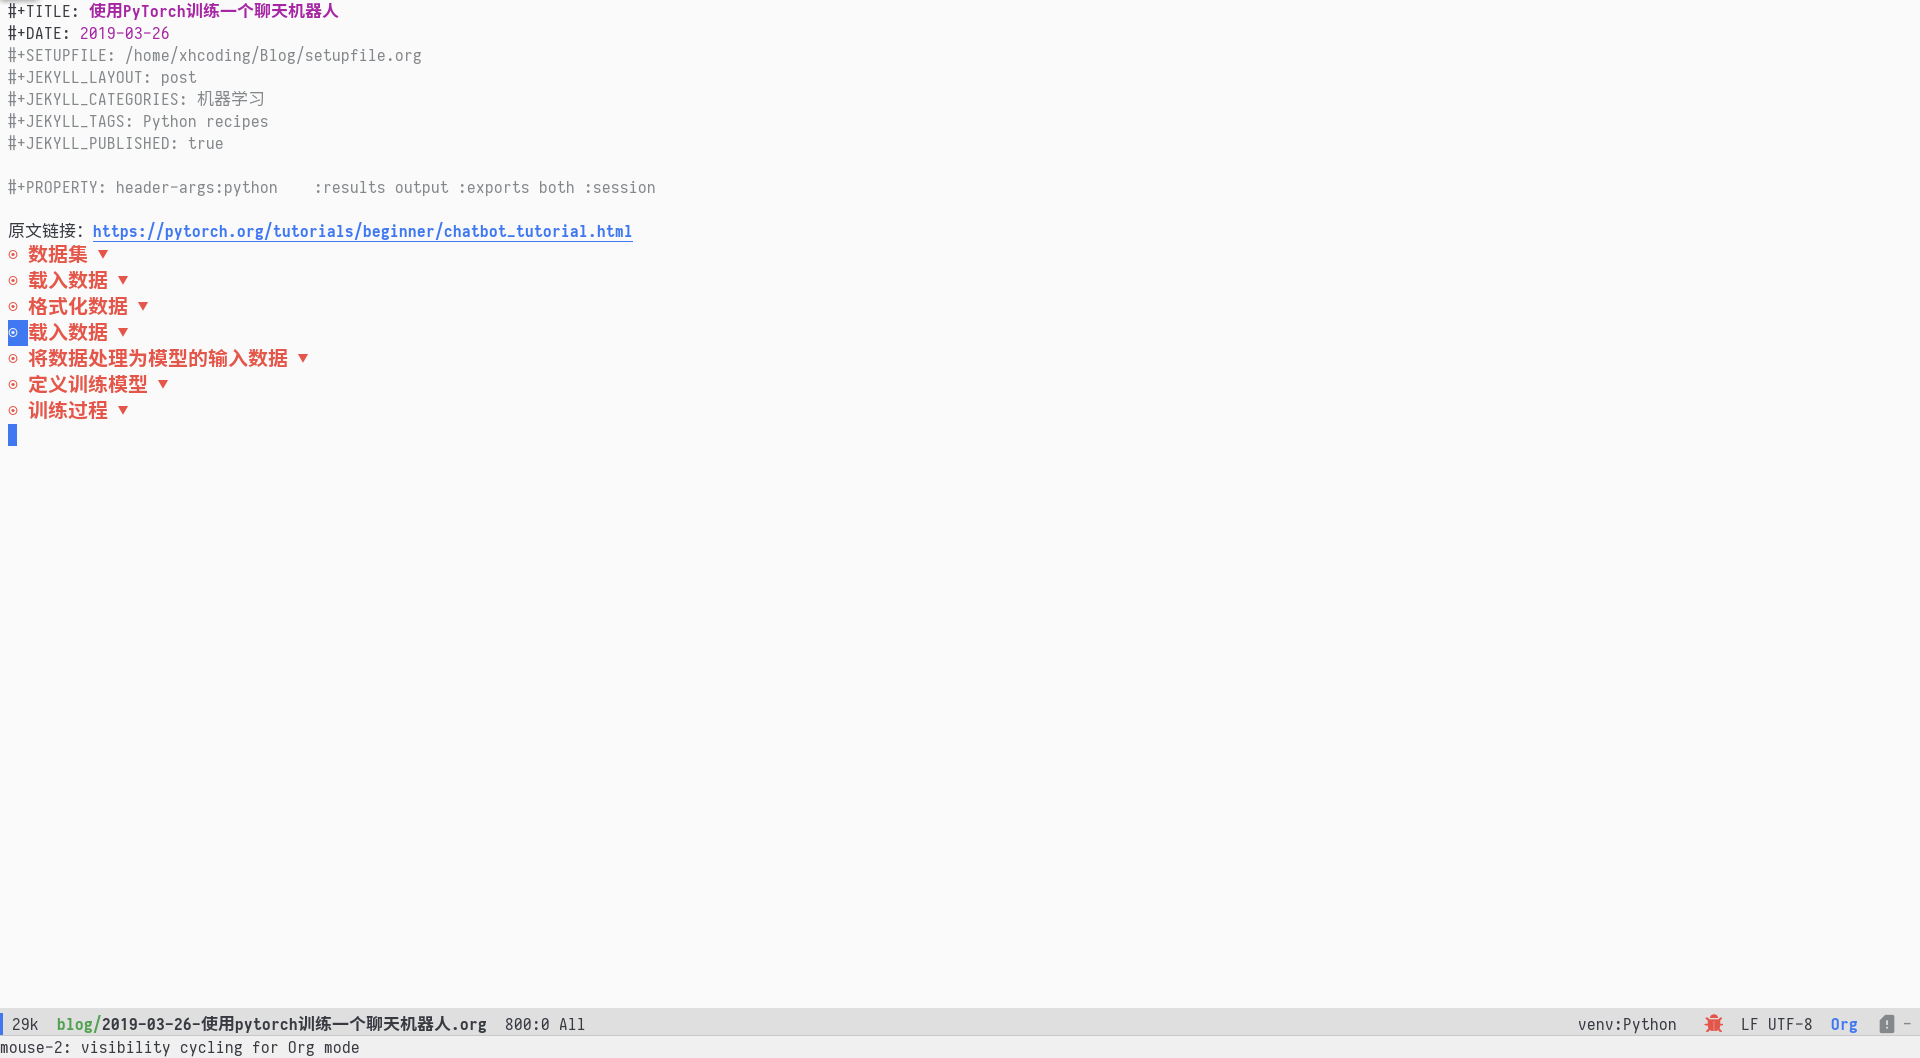 #+TITLE: 使用PyTorch训练一个聊天机器人
#+DATE: 2019-03-26
#+SETUPFILE: /home/xhcoding/Blog/setupfile.org
#+JEKYLL_LAYOUT: post
#+JEKYLL_CATEGORIES: 机器学习
#+JEKYLL_TAGS: Python recipes
#+JEKYLL_PUBLISHED: true
#+PROPERTY: header-args:python    :results output :exports both :session
原文链接：https://pytorch.org/tutorials/beginner/chatbot_tutorial.html
⊙ 数据集 ▼
⊙ 载入数据 ▼
⊙ 格式化数据 ▼
⊙ 载入数据 ▼
⊙ 将数据处理为模型的输入数据 ▼
⊙ 定义训练模型 ▼
⊙ 训练过程 ▼
29k  blog/2019-03-26-使用pytorch训练一个聊天机器人.org  800:0 All  venv:Python  LF UTF-8  Org  -
mouse-2: visibility cycling for Org mode